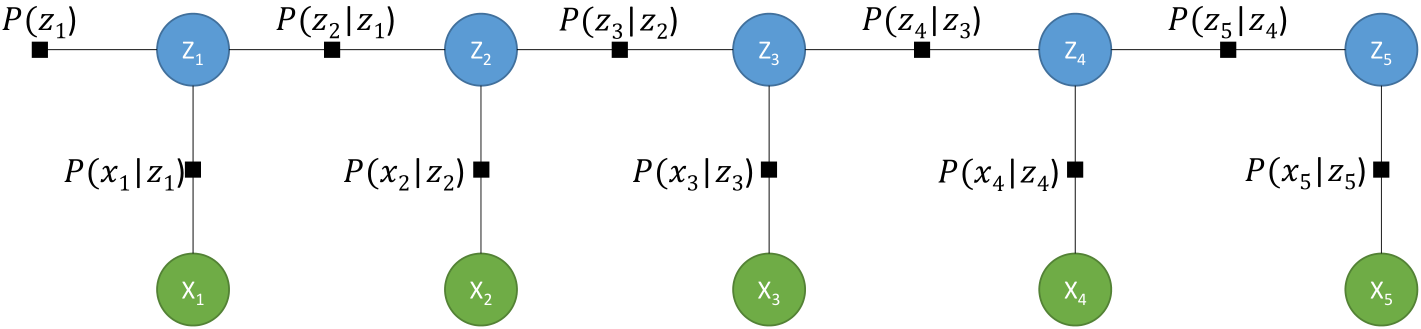 P(z₁) P(z₂|z₁) P(z₃|z₂) P(z₄|z₃) P(z₅|z₄)
Z₁ Z₂ Z₃ Z₄ Z₅
P(x₁|z₁) P(x₂|z₂) P(x₃|z₃) P(x₄|z₄) P(x₅|z₅)
X₁ X₂ X₃ X₄ X₅